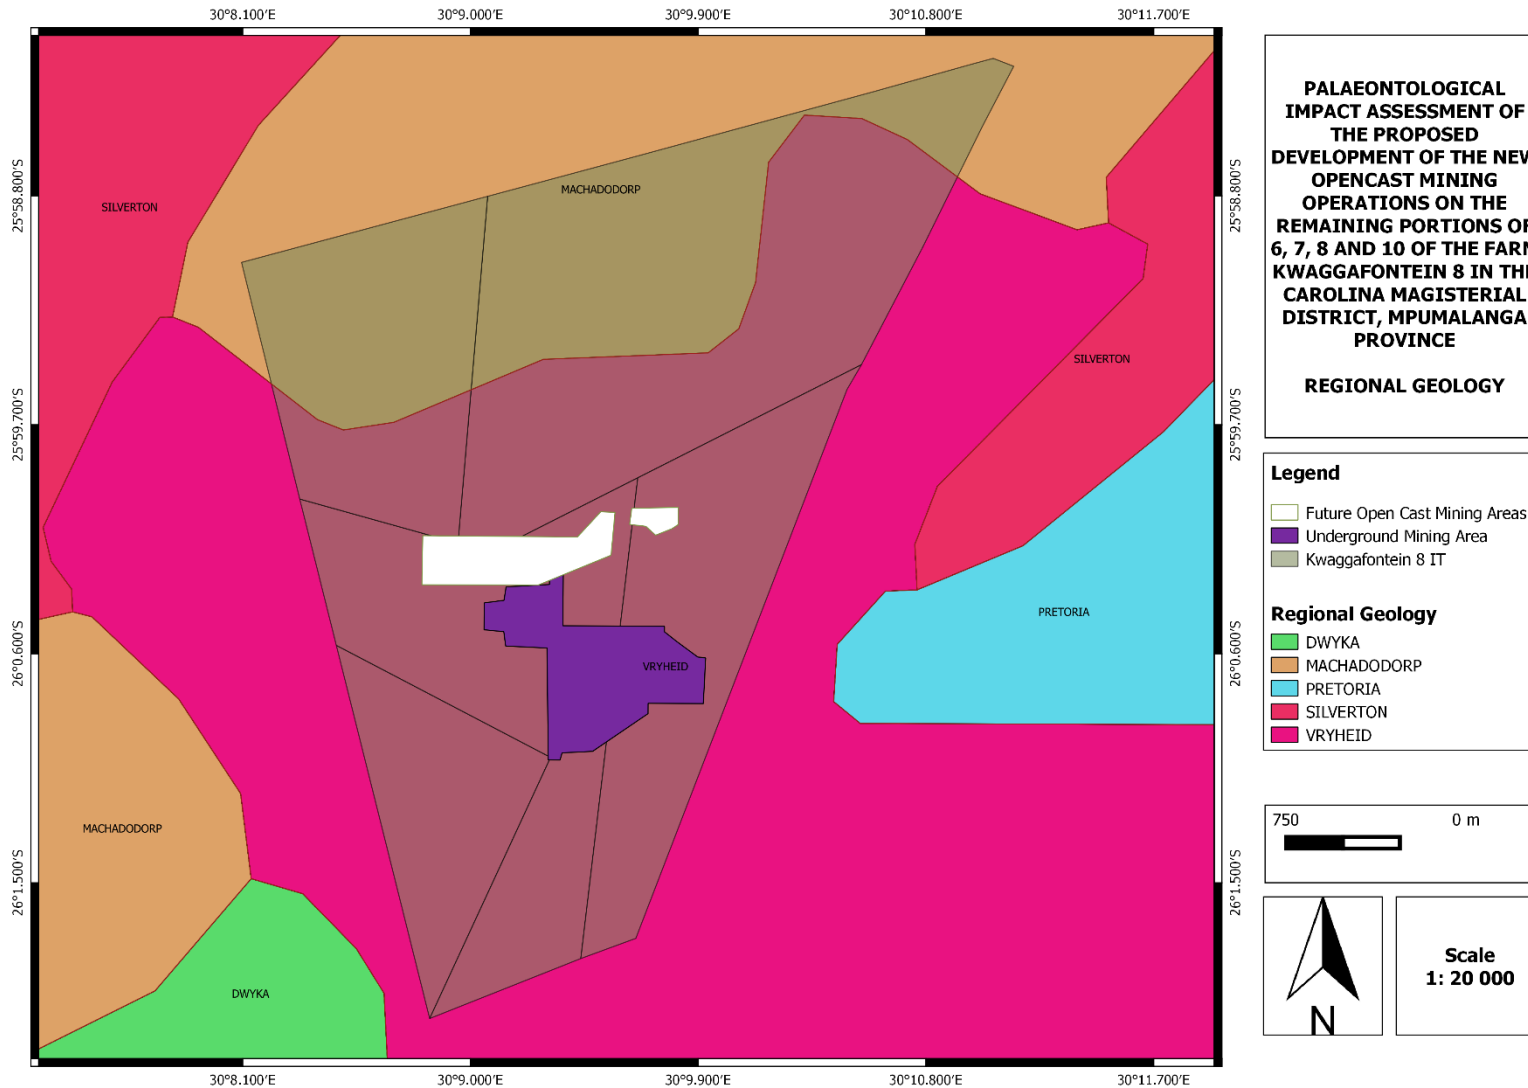 30°8.100′E
30°9.000′E
30°9.900′E
30°10.800′E
30°11.700′E
25°58.800′S
25°59.700′S
26°0.600′S
26°1.500′S
SILVERTON
MACHADODORP
SILVERTON
PRETORIA
VRYHEID
MACHADODORP
DWYKA
25°58.800′S
25°59.700′S
26°0.600′S
26°1.500′S
30°8.100′E
30°9.000′E
30°9.900′E
30°10.800′E
30°11.700′E
PALAEONTOLOGICAL
IMPACT ASSESSMENT OF
THE PROPOSED
DEVELOPMENT OF THE NEW
OPENCAST MINING
OPERATIONS ON THE
REMAINING PORTIONS OF
6, 7, 8 AND 10 OF THE FARM
KWAGGAFONTEIN 8 IN THE
CAROLINA MAGISTERIAL
DISTRICT, MPUMALANGA
PROVINCE
REGIONAL GEOLOGY
Legend
Future Open Cast Mining Areas
Underground Mining Area
Kwaggafontein 8 IT
Regional Geology
DWYKA
MACHADODORP
PRETORIA
SILVERTON
VRYHEID
750 0 m
N
Scale
1: 20 000